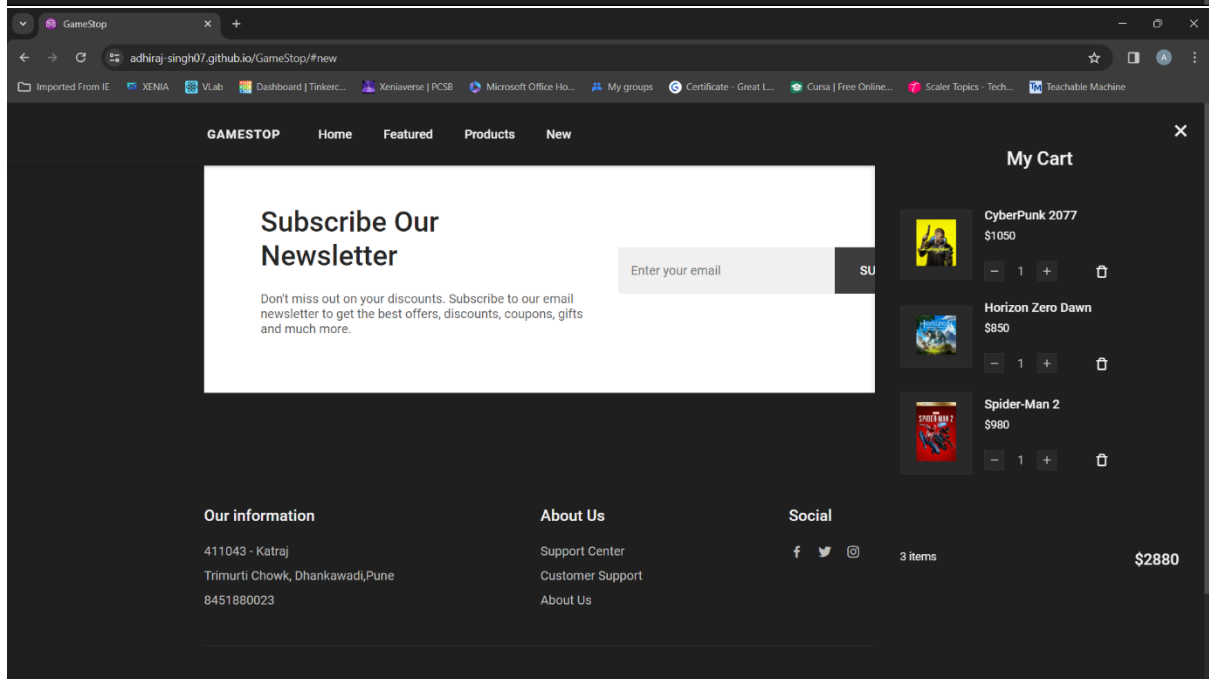 GameStop
adhiraj-singh07.github.io/GameStop/#new
A
Imported From IE XENIA VLab Dashboard | Tinkerc... Xeniaverse | PCSB Microsoft Office Ho... My groups Certificate - Great L... Cursa | Free Online... Scaler Topics - Tech... TM Teachable Machine
GAMESTOP Home Featured Products New
Subscribe Our
Newsletter
Don't miss out on your discounts. Subscribe to our email
newsletter to get the best offers, discounts, coupons, gifts
and much more.
Enter your email SU
My Cart
CyberPunk 2077
$1050
− 1 +
Horizon
Horizon Zero Dawn
$850
− 1 +
SPIDER-MAN 2
Spider-Man 2
$980
− 1 +
3 items $2880
Our information
411043 - Katraj
Trimurti Chowk, Dhankawadi,Pune
8451880023
About Us
Support Center
Customer Support
About Us
Social